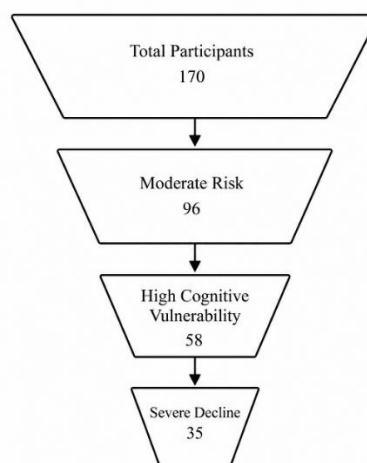 Total Participants
170
Moderate Risk
96
High Cognitive
Vulnerability
58
Severe Decline
35